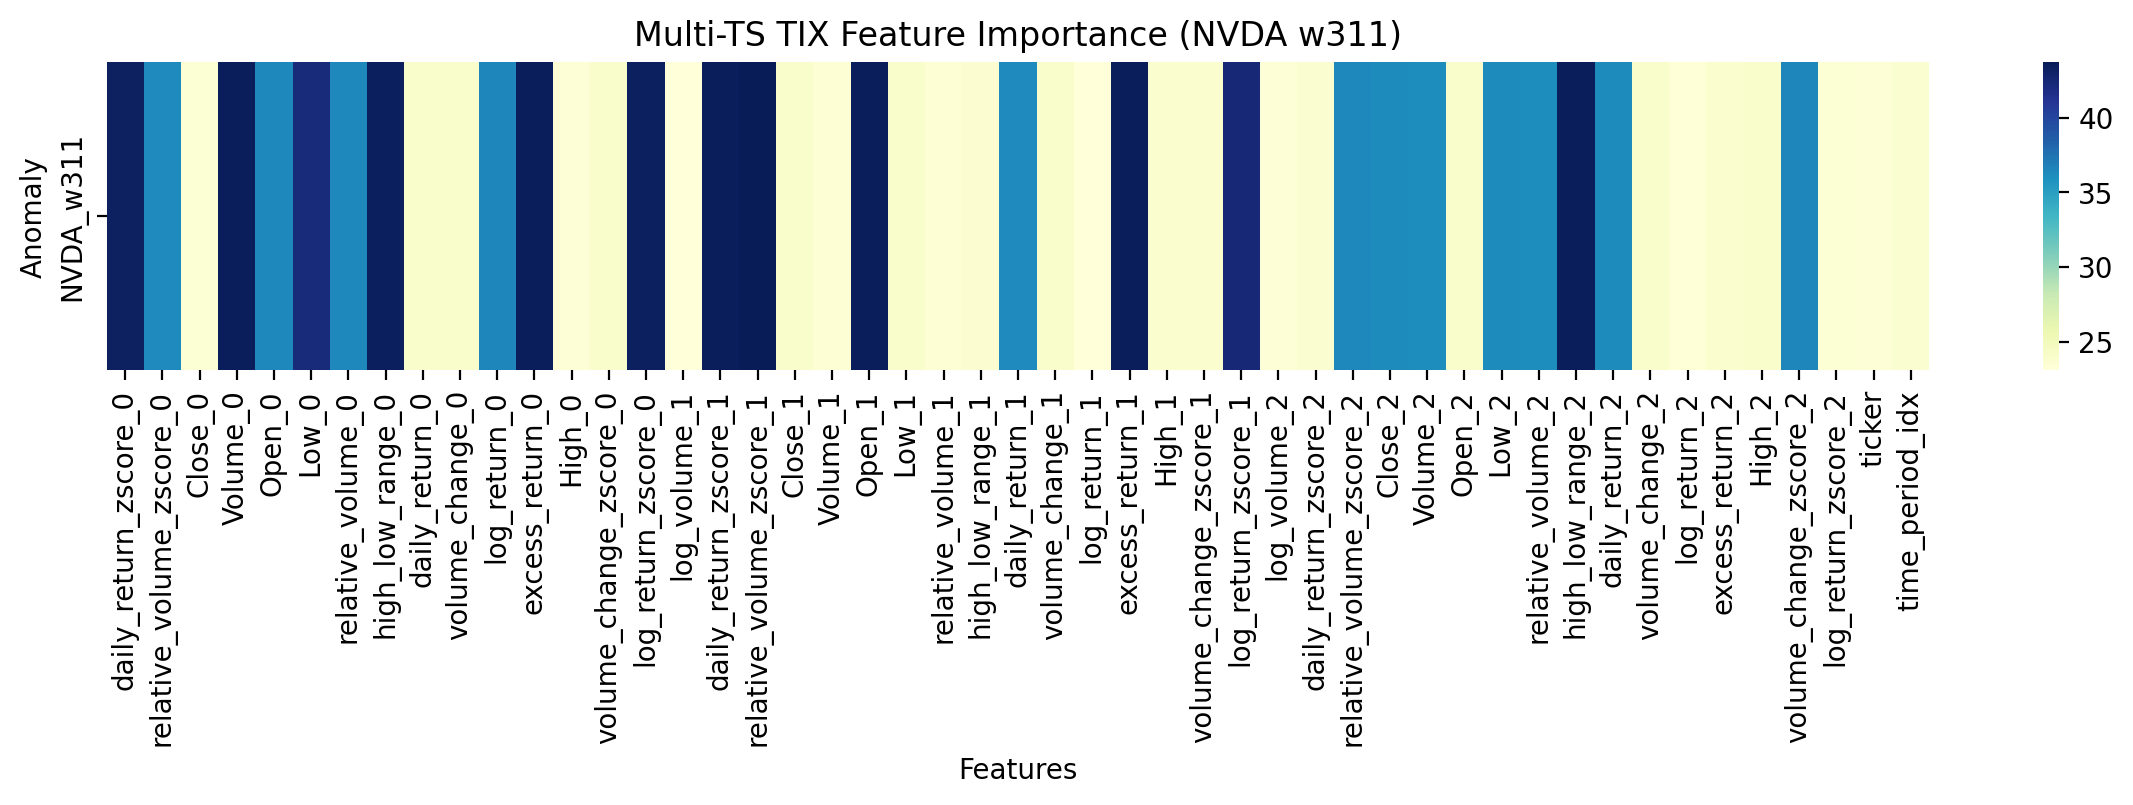 Multi-TS TIX Feature Importance (NVDA w311)
Anomaly
NVDA_w311
40
35
30
25
daily_return_zscore_0
relative_volume_zscore_0
Close_0
Volume_0
Open_0
Low_0
relative_volume_0
high_low_range_0
daily_return_0
volume_change_0
log_return_0
excess_return_0
High_0
volume_change_zscore_0
log_return_zscore_0
log_volume_1
daily_return_zscore_1
relative_volume_zscore_1
Close_1
Volume_1
Open_1
Low_1
relative_volume_1
high_low_range_1
daily_return_1
volume_change_1
log_return_1
excess_return_1
High_1
volume_change_zscore_1
log_return_zscore_1
log_volume_2
daily_return_zscore_2
relative_volume_zscore_2
Close_2
Volume_2
Open_2
Low_2
relative_volume_2
high_low_range_2
daily_return_2
volume_change_2
log_return_2
excess_return_2
High_2
volume_change_zscore_2
log_return_zscore_2
ticker
time_period_idx
Features